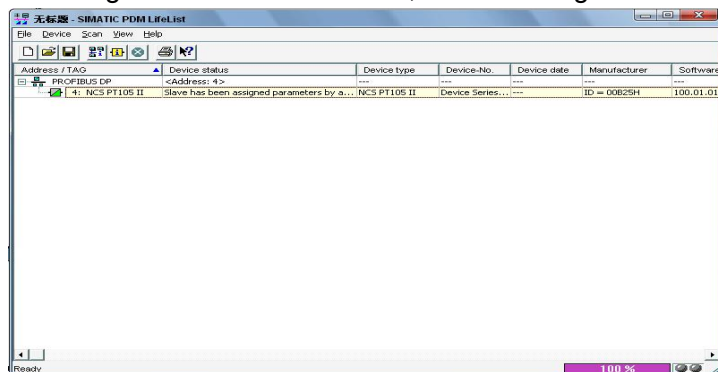 无标题 - SIMATIC PDM LifeList
File Device Scan View Help
Address / TAG Device status Device type Device-No. Device date Manufacturer Software
PROFIBUS DP <Address: 4> --- --- --- --- ---
4: NCS PT105 II Slave has been assigned parameters by a... NCS PT105 II Device Series... --- ID = 00B25H 100.01.01
Ready 100 %